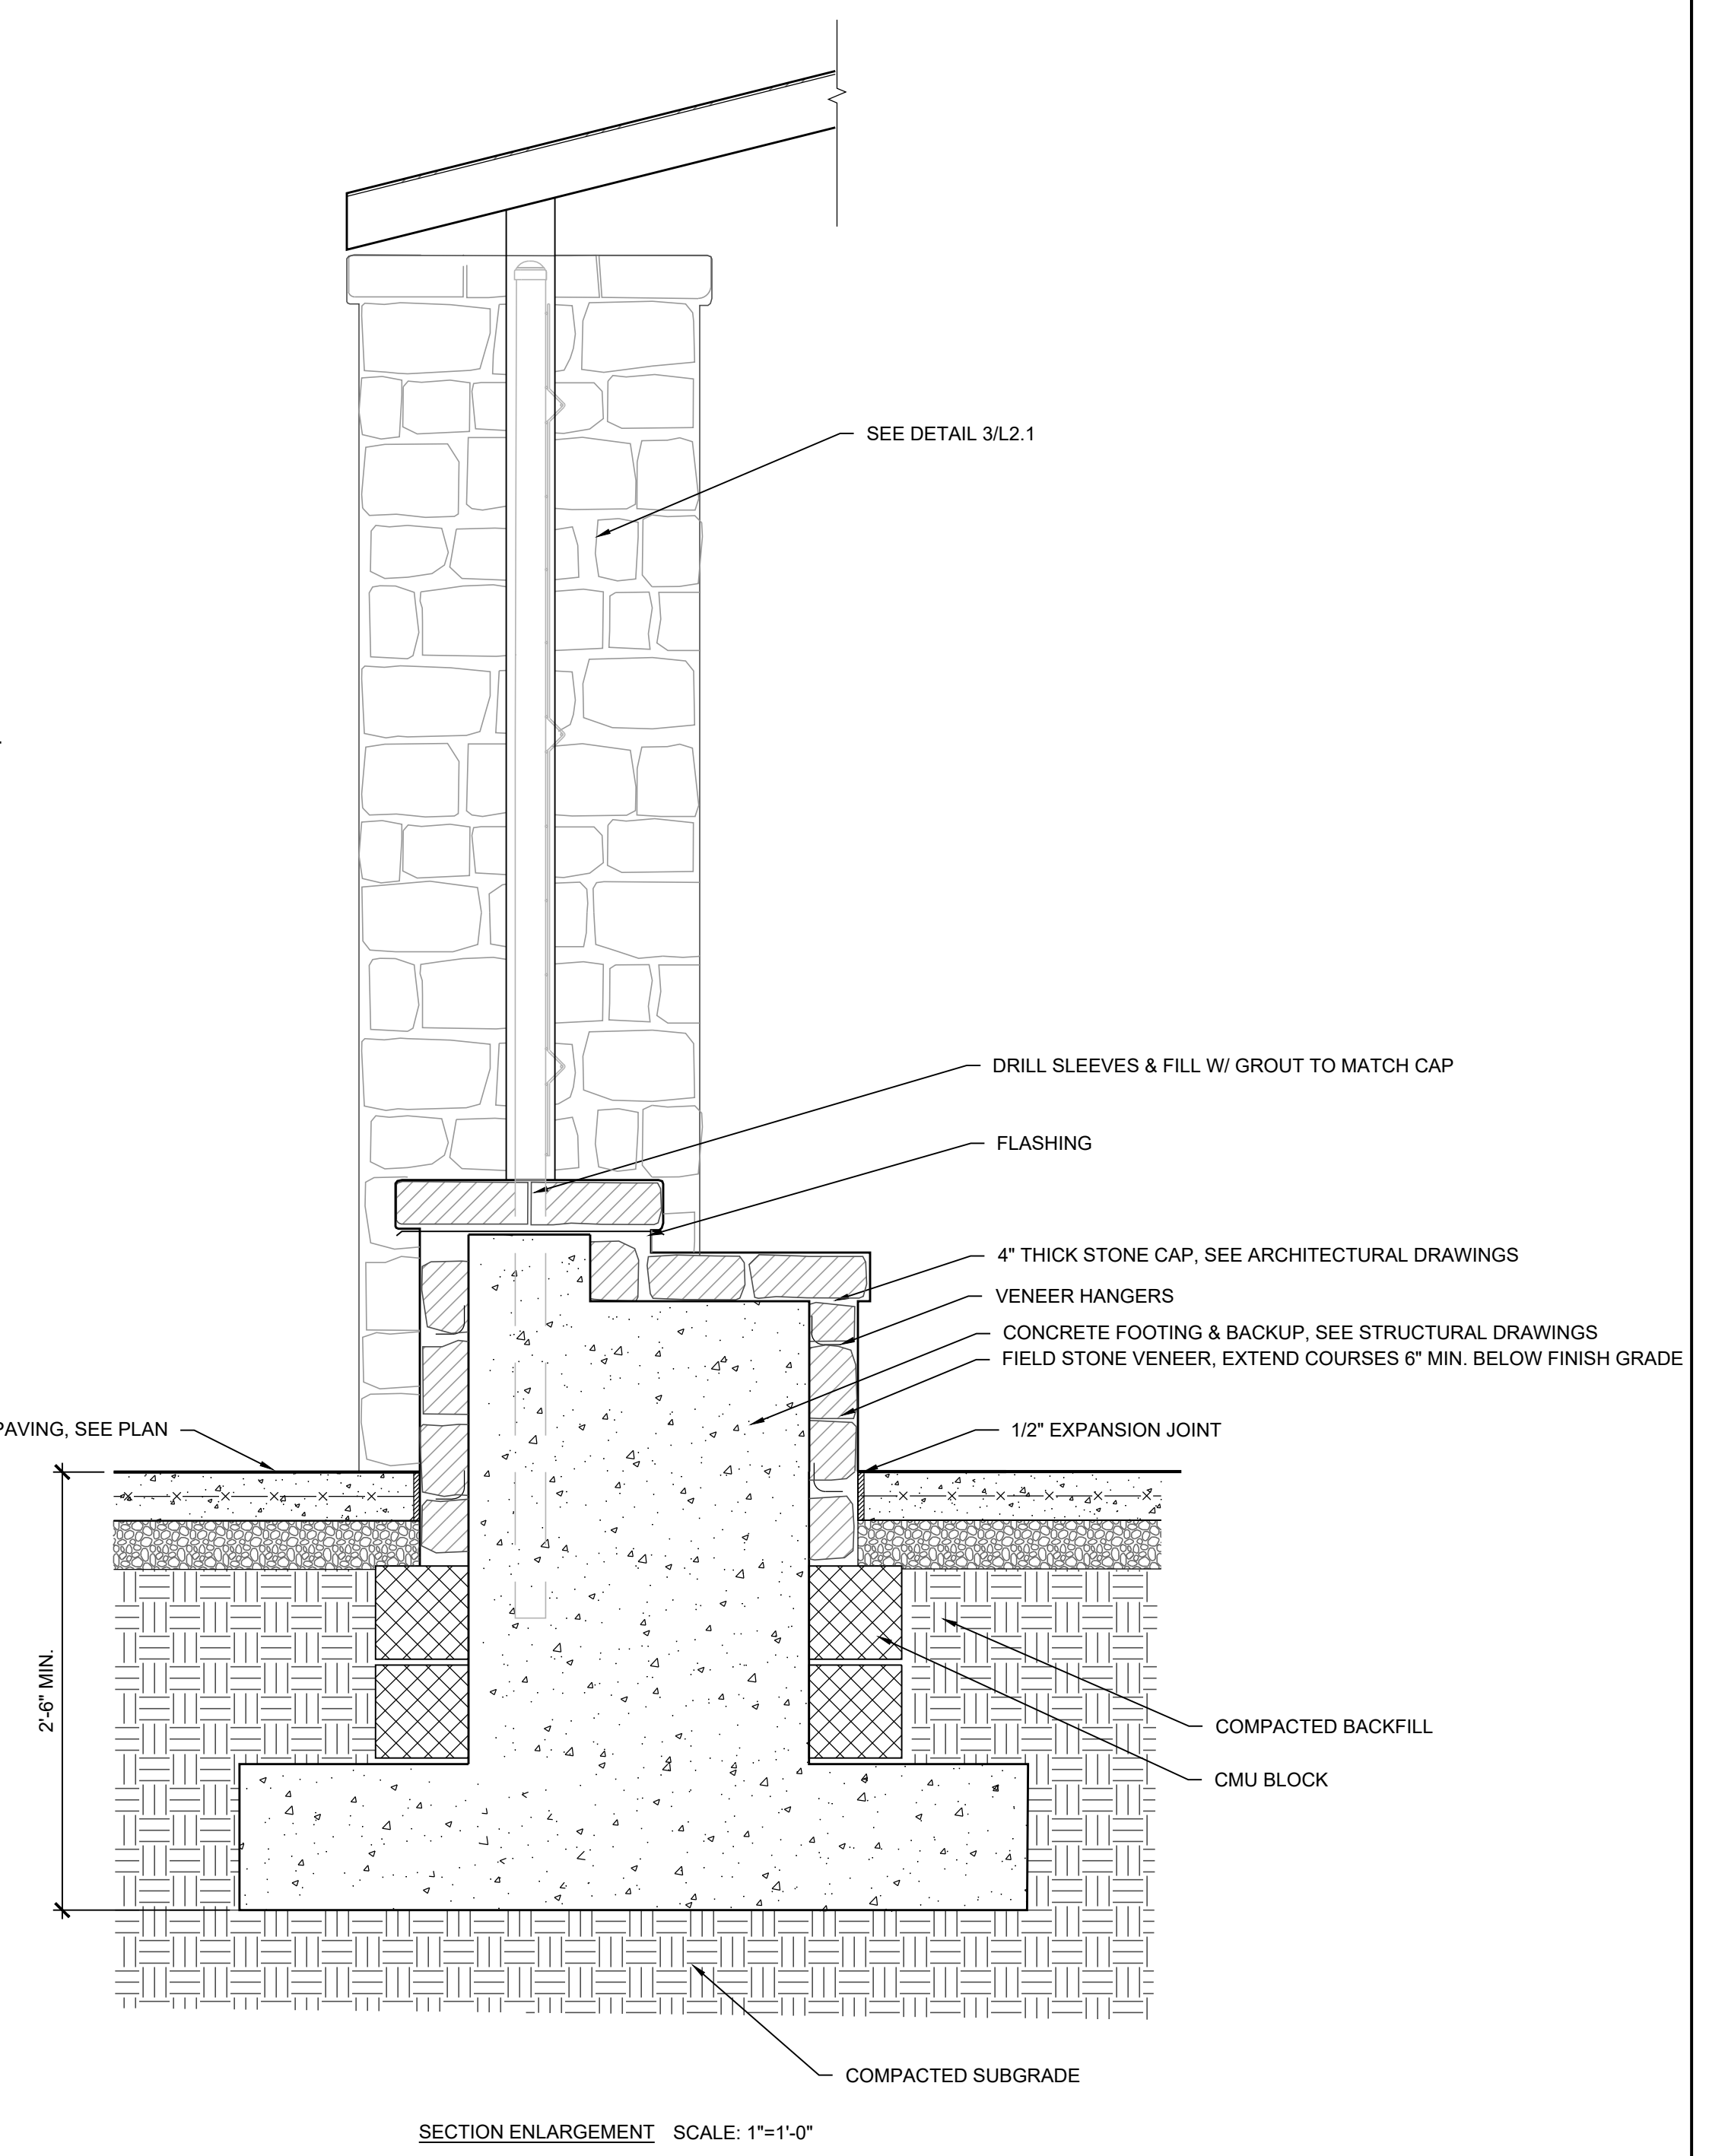 SEE DETAIL 3/L2.1
DRILL SLEEVES & FILL W/ GROUT TO MATCH CAP
FLASHING
4" THICK STONE CAP, SEE ARCHITECTURAL DRAWINGS
VENEER HANGERS
CONCRETE FOOTING & BACKUP, SEE STRUCTURAL DRAWINGS
FIELD STONE VENEER, EXTEND COURSES 6" MIN. BELOW FINISH GRADE
PAVING, SEE PLAN
1/2" EXPANSION JOINT
2'-6" MIN.
COMPACTED BACKFILL
CMU BLOCK
COMPACTED SUBGRADE
SECTION ENLARGEMENT SCALE: 1"=1'-0"